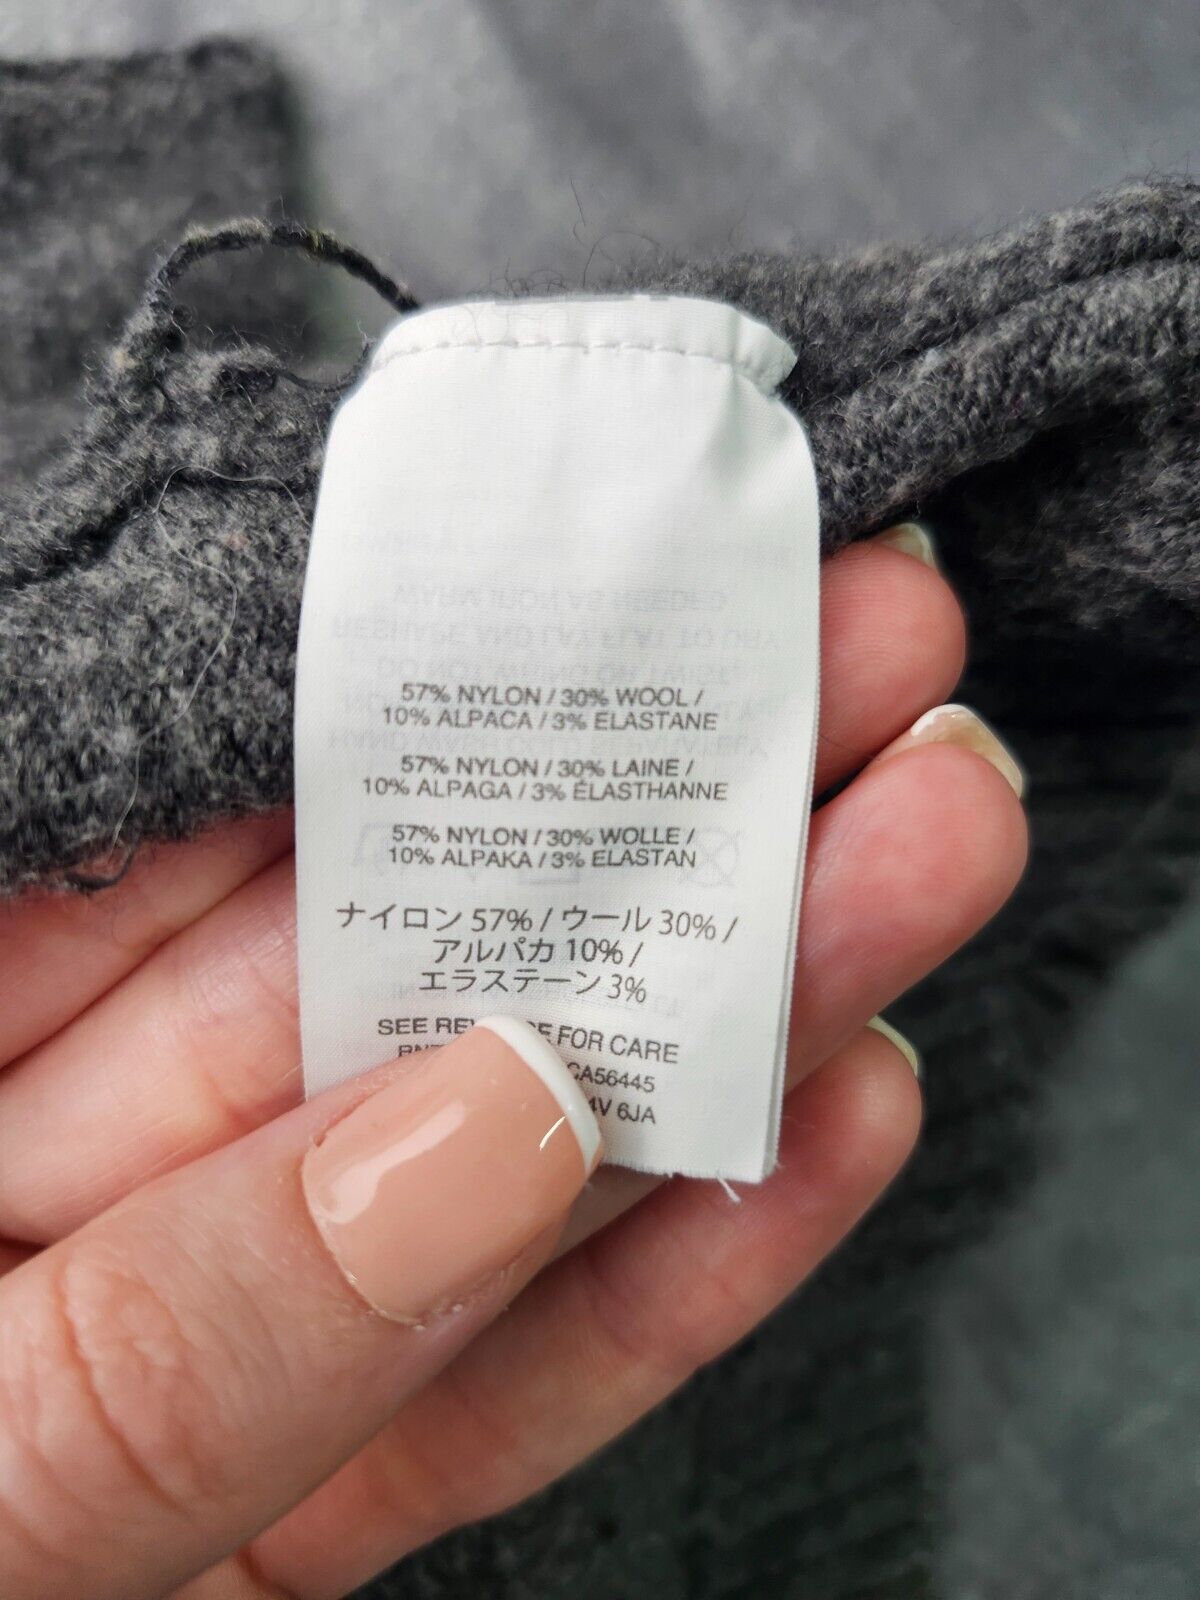 57% NYLON / 30% WOOL /
10% ALPACA / 3% ELASTANE
57% NYLON / 30% LAINE /
10% ALPAGA / 3% ÉLASTHANNE
57% NYLON / 30% WOLLE /
10% ALPAKA / 3% ELASTAN
ナイロン 57% / ウール 30% /
アルパカ 10% /
エラステーン 3%
SEE FOR CARE
CA56445
6JA